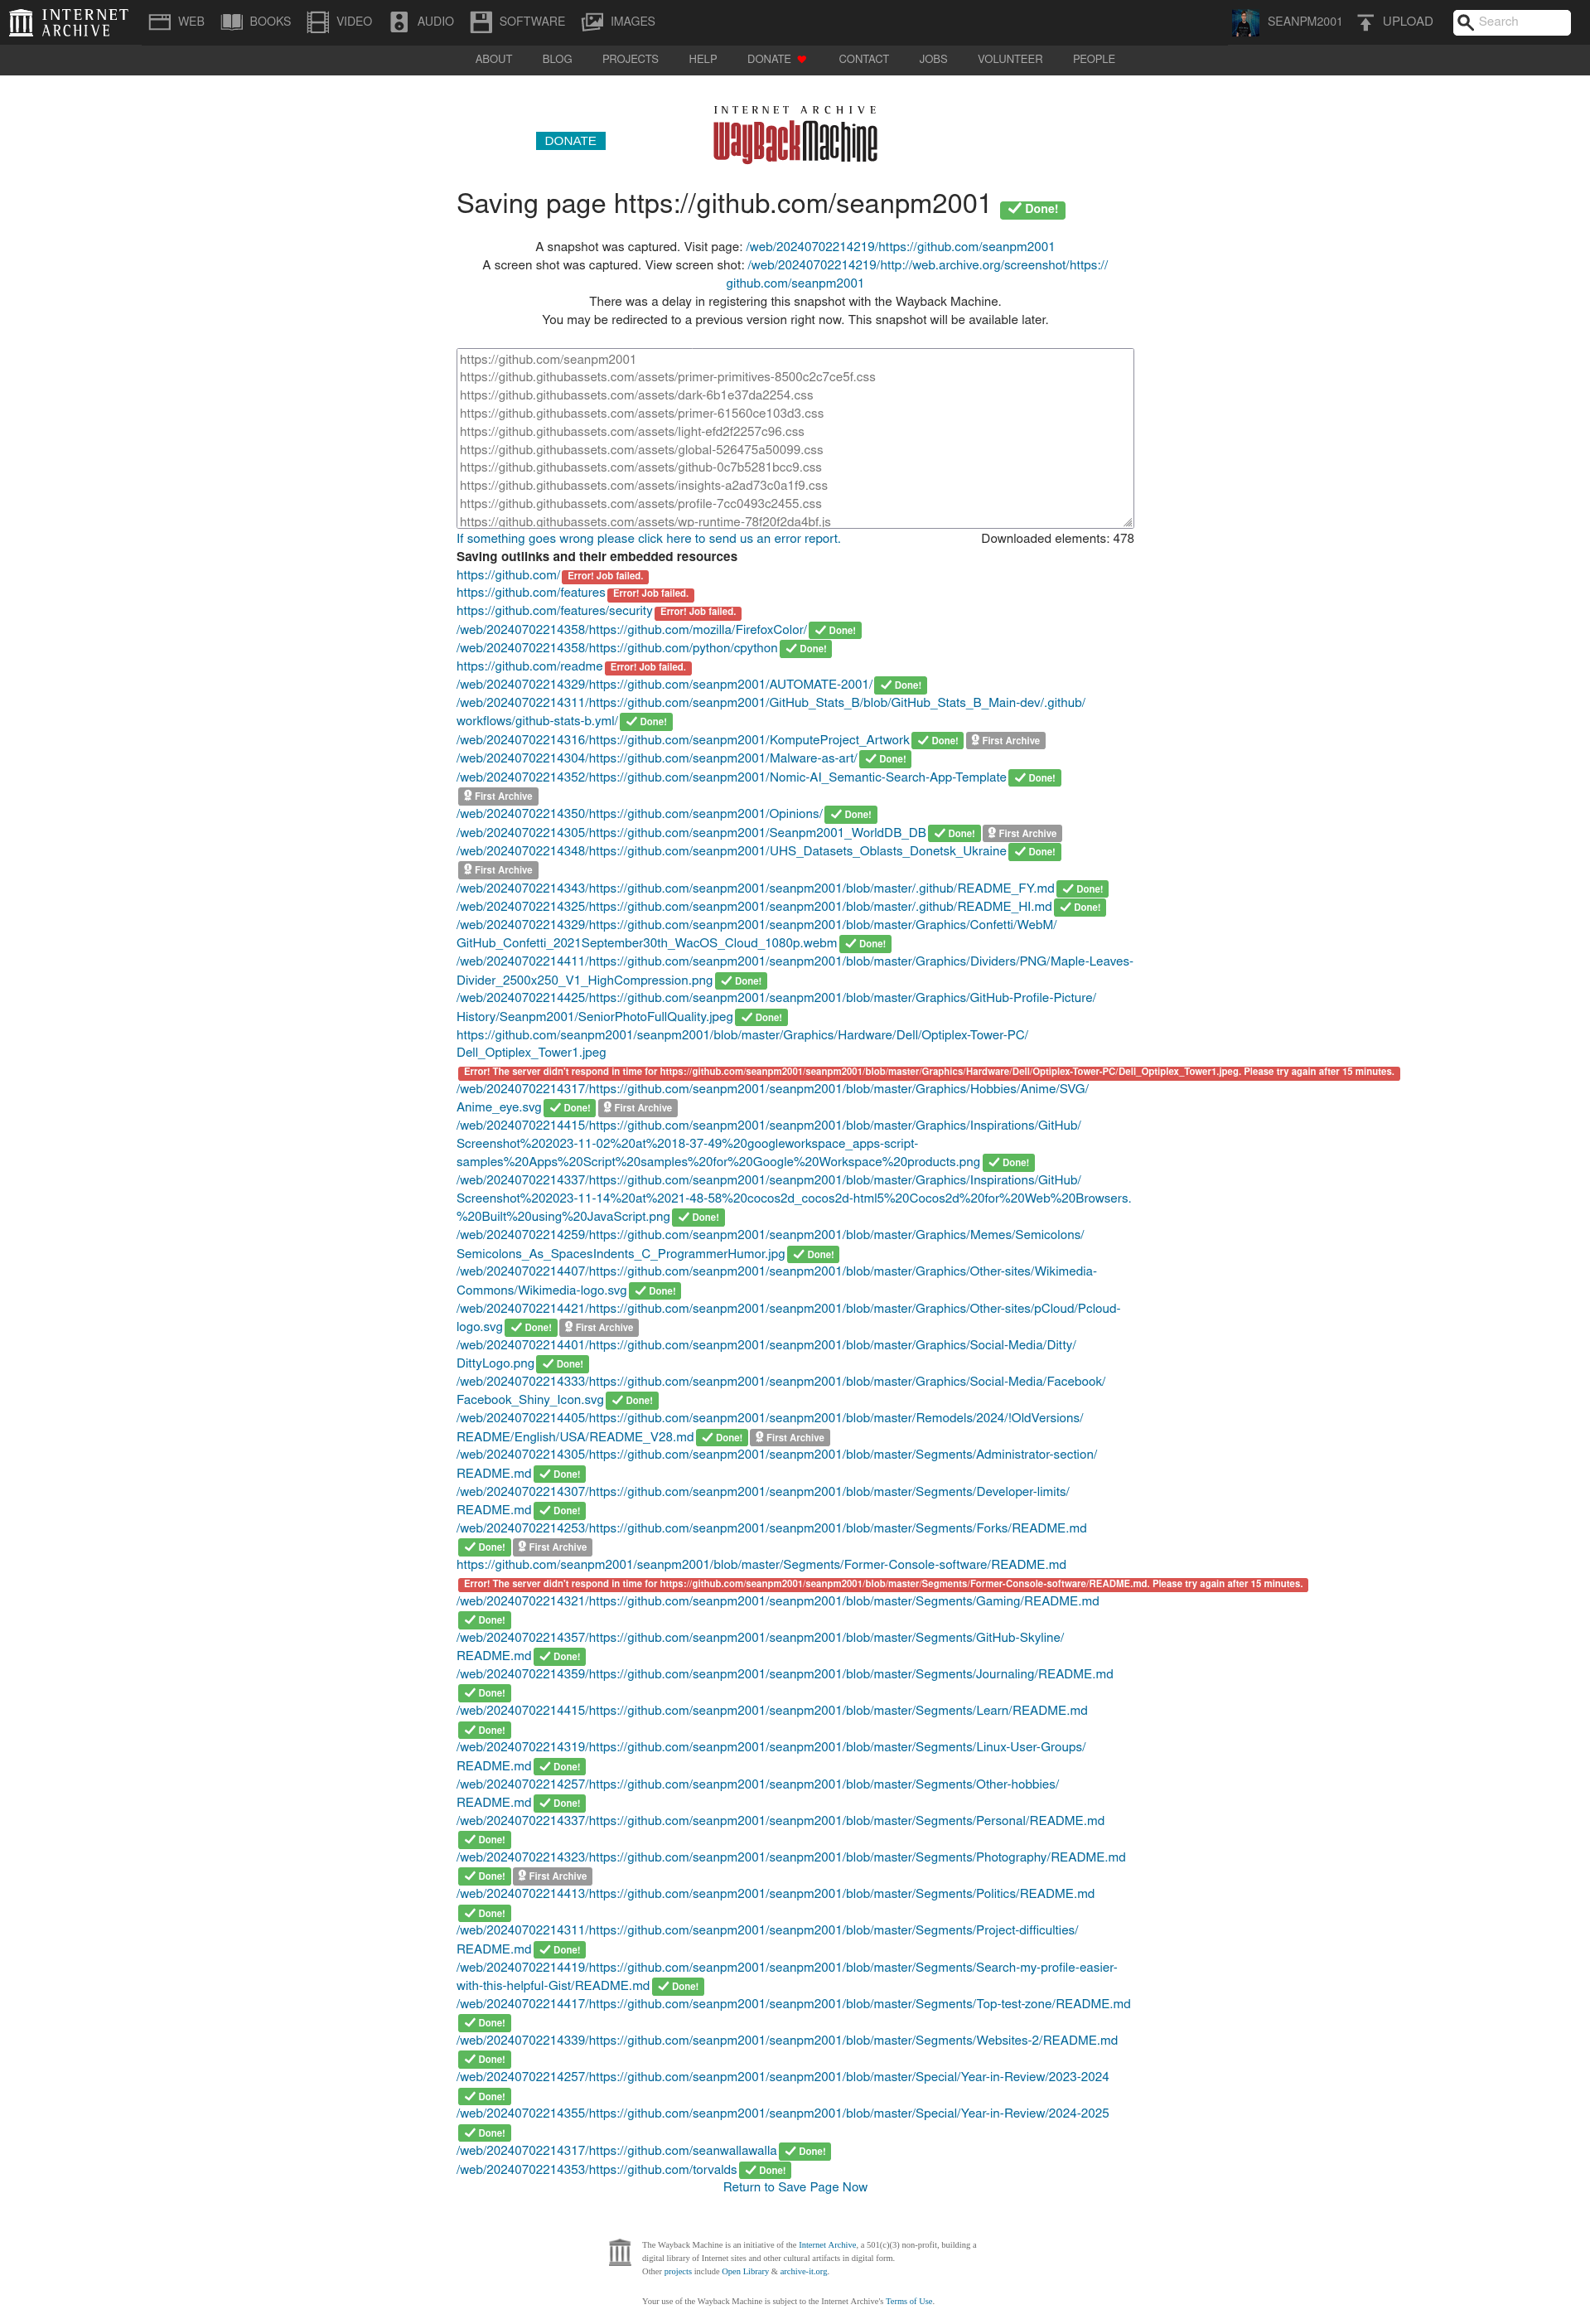 INTERNET ARCHIVE
WEB BOOKS VIDEO AUDIO SOFTWARE IMAGES SEANPM2001 UPLOAD Search
ABOUT BLOG PROJECTS HELP DONATE CONTACT JOBS VOLUNTEER PEOPLE
INTERNET ARCHIVE
DONATE WayBackMachine
Saving page https://github.com/seanpm2001 Done!
A snapshot was captured. Visit page: /web/20240702214219/https://github.com/seanpm2001
A screen shot was captured. View screen shot: /web/20240702214219/http://web.archive.org/screenshot/https://
github.com/seanpm2001
There was a delay in registering this snapshot with the Wayback Machine.
You may be redirected to a previous version right now. This snapshot will be available later.
https://github.com/seanpm2001
https://github.githubassets.com/assets/primer-primitives-8500c2c7ce5f.css
https://github.githubassets.com/assets/dark-6b1e37da2254.css
https://github.githubassets.com/assets/primer-61560ce103d3.css
https://github.githubassets.com/assets/light-efd2f2257c96.css
https://github.githubassets.com/assets/global-526475a50099.css
https://github.githubassets.com/assets/github-0c7b5281bcc9.css
https://github.githubassets.com/assets/insights-a2ad73c0a1f9.css
https://github.githubassets.com/assets/profile-7cc0493c2455.css
https://github.githubassets.com/assets/wp-runtime-78f20f2da4bf.js
If something goes wrong please click here to send us an error report. Downloaded elements: 478
Saving outlinks and their embedded resources
https://github.com/ Error! Job failed.
https://github.com/features Error! Job failed.
https://github.com/features/security Error! Job failed.
/web/20240702214358/https://github.com/mozilla/FirefoxColor/ Done!
/web/20240702214358/https://github.com/python/cpython Done!
https://github.com/readme Error! Job failed.
/web/20240702214329/https://github.com/seanpm2001/AUTOMATE-2001/ Done!
/web/20240702214311/https://github.com/seanpm2001/GitHub_Stats_B/blob/GitHub_Stats_B_Main-dev/.github/
workflows/github-stats-b.yml/ Done!
/web/20240702214316/https://github.com/seanpm2001/KomputeProject_Artwork Done! First Archive
/web/20240702214304/https://github.com/seanpm2001/Malware-as-art/ Done!
/web/20240702214352/https://github.com/seanpm2001/Nomic-AI_Semantic-Search-App-Template Done!
First Archive
/web/20240702214350/https://github.com/seanpm2001/Opinions/ Done!
/web/20240702214305/https://github.com/seanpm2001/Seanpm2001_WorldDB_DB Done! First Archive
/web/20240702214348/https://github.com/seanpm2001/UHS_Datasets_Oblasts_Donetsk_Ukraine Done!
First Archive
/web/20240702214343/https://github.com/seanpm2001/seanpm2001/blob/master/.github/README_FY.md Done!
/web/20240702214325/https://github.com/seanpm2001/seanpm2001/blob/master/.github/README_HI.md Done!
/web/20240702214329/https://github.com/seanpm2001/seanpm2001/blob/master/Graphics/Confetti/WebM/
GitHub_Confetti_2021September30th_WacOS_Cloud_1080p.webm Done!
/web/20240702214411/https://github.com/seanpm2001/seanpm2001/blob/master/Graphics/Dividers/PNG/Maple-Leaves-
Divider_2500x250_V1_HighCompression.png Done!
/web/20240702214425/https://github.com/seanpm2001/seanpm2001/blob/master/Graphics/GitHub-Profile-Picture/
History/Seanpm2001/SeniorPhotoFullQuality.jpeg Done!
https://github.com/seanpm2001/seanpm2001/blob/master/Graphics/Hardware/Dell/Optiplex-Tower-PC/
Dell_Optiplex_Tower1.jpeg
Error! The server didn't respond in time for https://github.com/seanpm2001/seanpm2001/blob/master/Graphics/Hardware/Dell/Optiplex-Tower-PC/Dell_Optiplex_Tower1.jpeg. Please try again after 15 minutes.
/web/20240702214317/https://github.com/seanpm2001/seanpm2001/blob/master/Graphics/Hobbies/Anime/SVG/
Anime_eye.svg Done! First Archive
/web/20240702214415/https://github.com/seanpm2001/seanpm2001/blob/master/Graphics/Inspirations/GitHub/
Screenshot%202023-11-02%20at%2018-37-49%20googleworkspace_apps-script-
samples%20Apps%20Script%20samples%20for%20Google%20Workspace%20products.png Done!
/web/20240702214337/https://github.com/seanpm2001/seanpm2001/blob/master/Graphics/Inspirations/GitHub/
Screenshot%202023-11-14%20at%2021-48-58%20cocos2d_cocos2d-html5%20Cocos2d%20for%20Web%20Browsers.
%20Built%20using%20JavaScript.png Done!
/web/20240702214259/https://github.com/seanpm2001/seanpm2001/blob/master/Graphics/Memes/Semicolons/
Semicolons_As_SpacesIndents_C_ProgrammerHumor.jpg Done!
/web/20240702214407/https://github.com/seanpm2001/seanpm2001/blob/master/Graphics/Other-sites/Wikimedia-
Commons/Wikimedia-logo.svg Done!
/web/20240702214421/https://github.com/seanpm2001/seanpm2001/blob/master/Graphics/Other-sites/pCloud/Pcloud-
logo.svg Done! First Archive
/web/20240702214401/https://github.com/seanpm2001/seanpm2001/blob/master/Graphics/Social-Media/Ditty/
DittyLogo.png Done!
/web/20240702214333/https://github.com/seanpm2001/seanpm2001/blob/master/Graphics/Social-Media/Facebook/
Facebook_Shiny_Icon.svg Done!
/web/20240702214405/https://github.com/seanpm2001/seanpm2001/blob/master/Remodels/2024/!OldVersions/
README/English/USA/README_V28.md Done! First Archive
/web/20240702214305/https://github.com/seanpm2001/seanpm2001/blob/master/Segments/Administrator-section/
README.md Done!
/web/20240702214307/https://github.com/seanpm2001/seanpm2001/blob/master/Segments/Developer-limits/
README.md Done!
/web/20240702214253/https://github.com/seanpm2001/seanpm2001/blob/master/Segments/Forks/README.md
Done! First Archive
https://github.com/seanpm2001/seanpm2001/blob/master/Segments/Former-Console-software/README.md
Error! The server didn't respond in time for https://github.com/seanpm2001/seanpm2001/blob/master/Segments/Former-Console-software/README.md. Please try again after 15 minutes.
/web/20240702214321/https://github.com/seanpm2001/seanpm2001/blob/master/Segments/Gaming/README.md
Done!
/web/20240702214357/https://github.com/seanpm2001/seanpm2001/blob/master/Segments/GitHub-Skyline/
README.md Done!
/web/20240702214359/https://github.com/seanpm2001/seanpm2001/blob/master/Segments/Journaling/README.md
Done!
/web/20240702214415/https://github.com/seanpm2001/seanpm2001/blob/master/Segments/Learn/README.md
Done!
/web/20240702214319/https://github.com/seanpm2001/seanpm2001/blob/master/Segments/Linux-User-Groups/
README.md Done!
/web/20240702214257/https://github.com/seanpm2001/seanpm2001/blob/master/Segments/Other-hobbies/
README.md Done!
/web/20240702214337/https://github.com/seanpm2001/seanpm2001/blob/master/Segments/Personal/README.md
Done!
/web/20240702214323/https://github.com/seanpm2001/seanpm2001/blob/master/Segments/Photography/README.md
Done! First Archive
/web/20240702214413/https://github.com/seanpm2001/seanpm2001/blob/master/Segments/Politics/README.md
Done!
/web/20240702214311/https://github.com/seanpm2001/seanpm2001/blob/master/Segments/Project-difficulties/
README.md Done!
/web/20240702214419/https://github.com/seanpm2001/seanpm2001/blob/master/Segments/Search-my-profile-easier-
with-this-helpful-Gist/README.md Done!
/web/20240702214417/https://github.com/seanpm2001/seanpm2001/blob/master/Segments/Top-test-zone/README.md
Done!
/web/20240702214339/https://github.com/seanpm2001/seanpm2001/blob/master/Segments/Websites-2/README.md
Done!
/web/20240702214257/https://github.com/seanpm2001/seanpm2001/blob/master/Special/Year-in-Review/2023-2024
Done!
/web/20240702214355/https://github.com/seanpm2001/seanpm2001/blob/master/Special/Year-in-Review/2024-2025
Done!
/web/20240702214317/https://github.com/seanwallawalla Done!
/web/20240702214353/https://github.com/torvalds Done!
Return to Save Page Now
The Wayback Machine is an initiative of the Internet Archive, a 501(c)(3) non-profit, building a
digital library of Internet sites and other cultural artifacts in digital form.
Other projects include Open Library & archive-it.org.
Your use of the Wayback Machine is subject to the Internet Archive's Terms of Use.